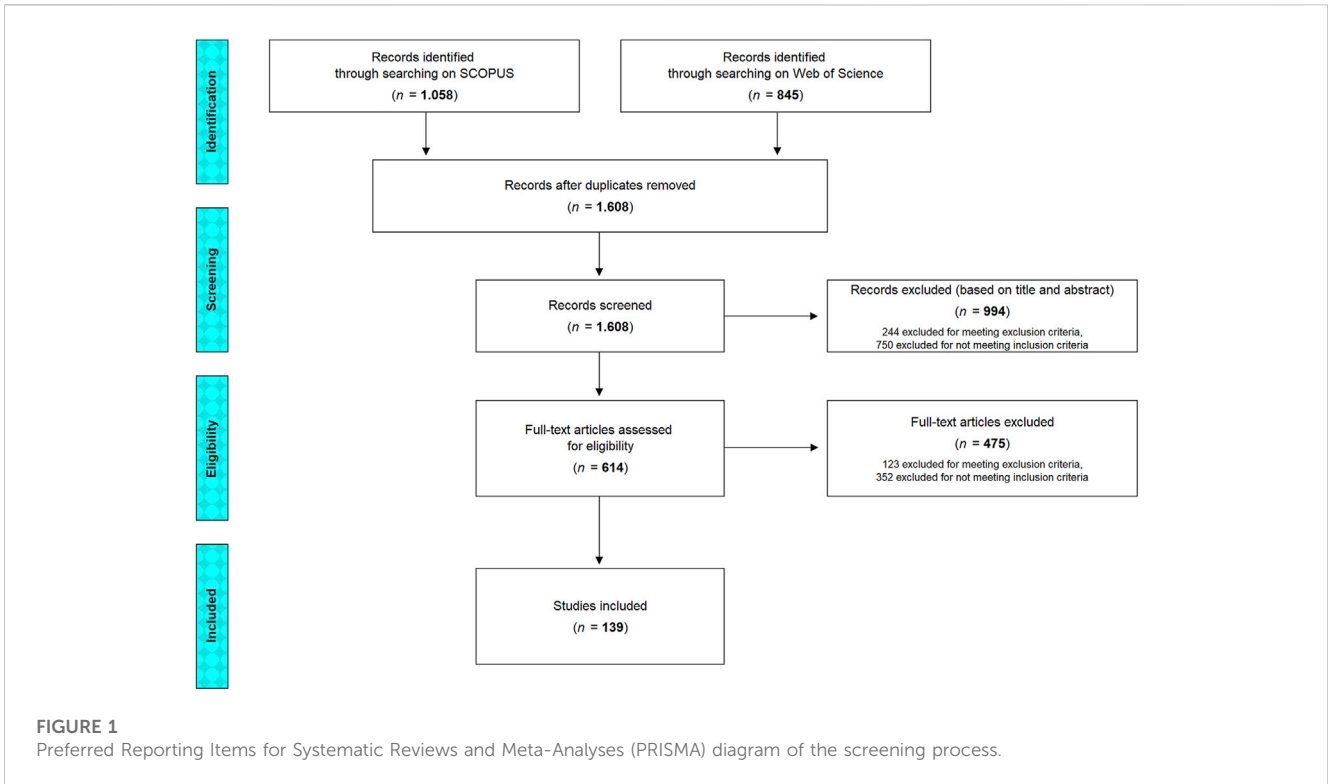 Identification
Records identified
through searching on SCOPUS
(n = 1.058)
Records identified
through searching on Web of Science
(n = 845)
Records after duplicates removed
(n = 1.608)
Screening
Records screened
(n = 1.608)
Records excluded (based on title and abstract)
(n = 994)
244 excluded for meeting exclusion criteria,
750 excluded for not meeting inclusion criteria
Eligibility
Full-text articles assessed
for eligibility
(n = 614)
Full-text articles excluded
(n = 475)
123 excluded for meeting exclusion criteria,
352 excluded for not meeting inclusion criteria
Included
Studies included
(n = 139)
FIGURE 1
Preferred Reporting Items for Systematic Reviews and Meta-Analyses (PRISMA) diagram of the screening process.